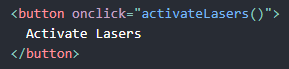 <button onclick="activateLasers()">
  Activate Lasers
</button>